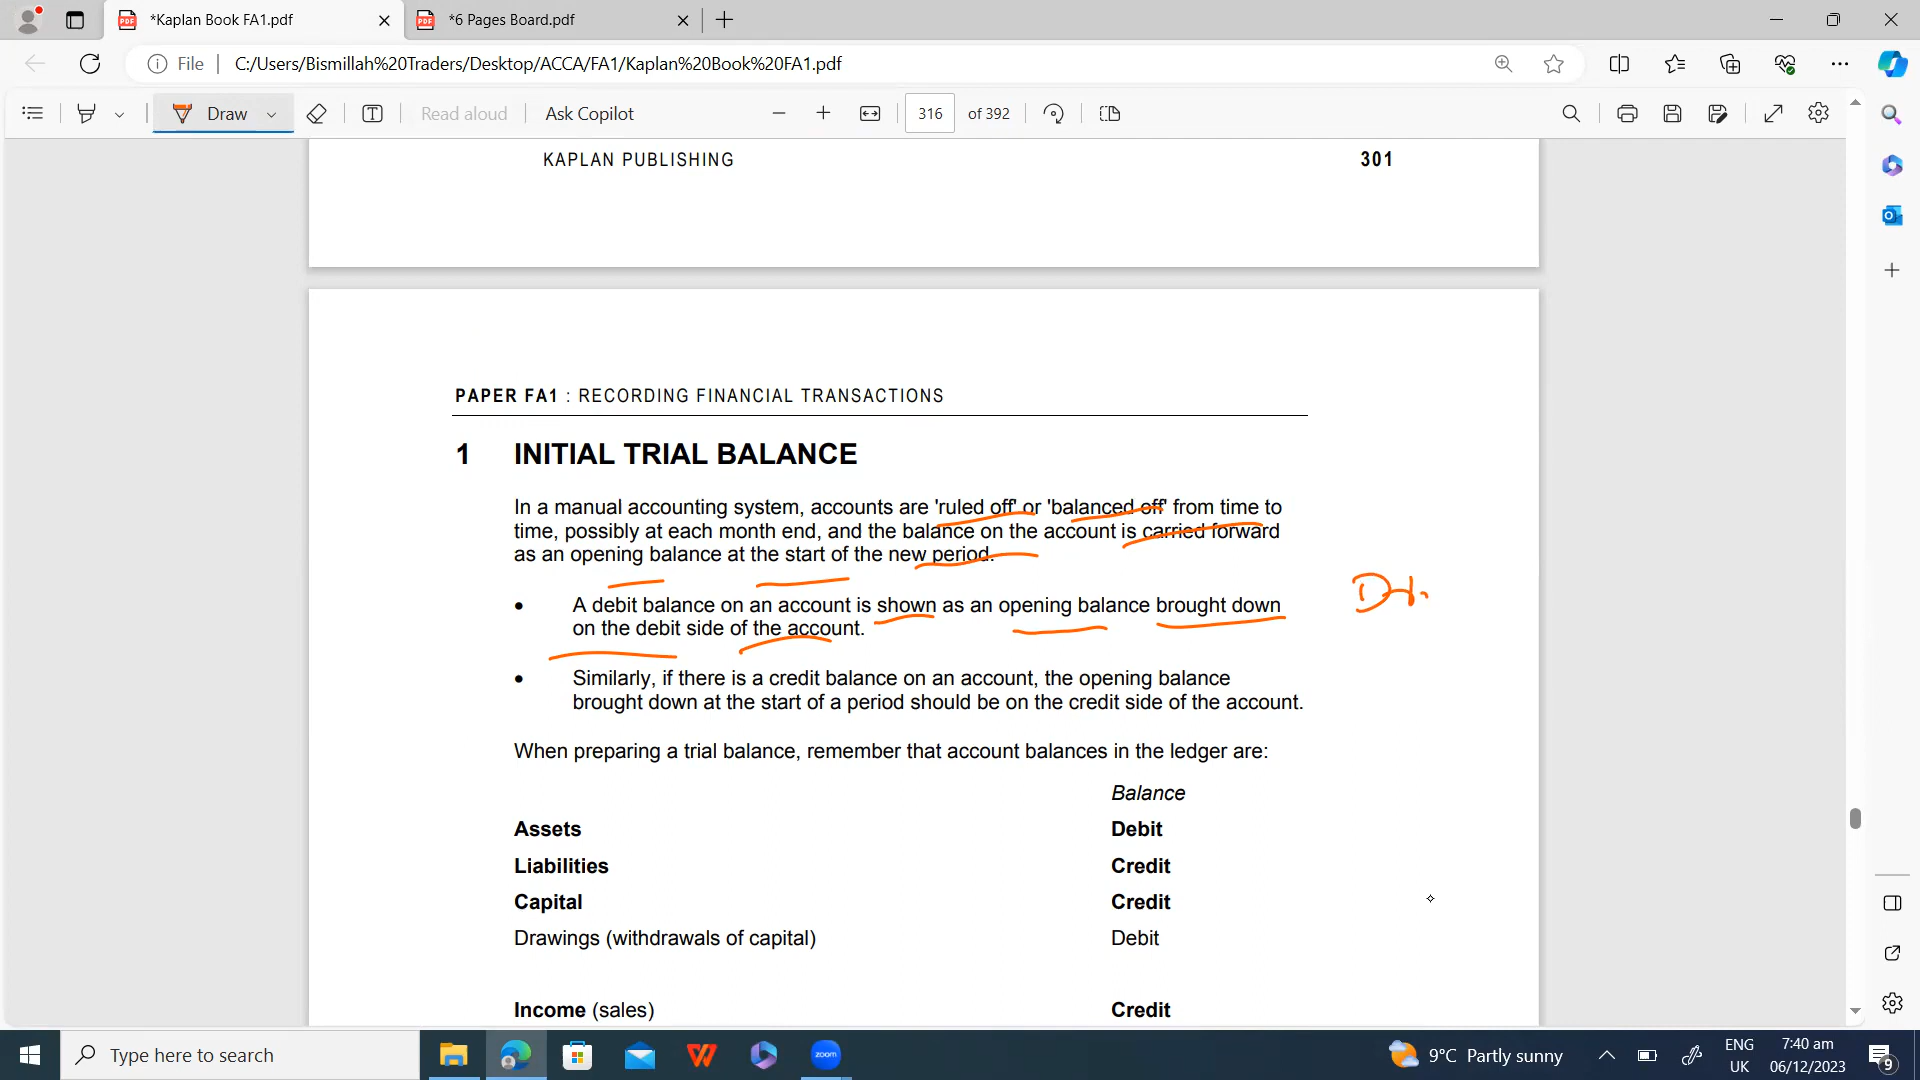 *Kaplan Book FA1.pdf
*6 Pages Board.pdf
File
C:/Users/Bismillah%20Traders/Desktop/ACCA/FA1/Kaplan%20Book%20FA1.pdf
Draw
Read aloud
Ask Copilot
316 of 392
KAPLAN PUBLISHING 301
PAPER FA1 : RECORDING FINANCIAL TRANSACTIONS
1 INITIAL TRIAL BALANCE
In a manual accounting system, accounts are 'ruled off' or 'balanced off' from time to
time, possibly at each month end, and the balance on the account is carried forward
as an opening balance at the start of the new period.
• A debit balance on an account is shown as an opening balance brought down
on the debit side of the account.
Dr.
• Similarly, if there is a credit balance on an account, the opening balance
brought down at the start of a period should be on the credit side of the account.
When preparing a trial balance, remember that account balances in the ledger are:
Balance
Assets Debit
Liabilities Credit
Capital Credit
Drawings (withdrawals of capital) Debit
Income (sales) Credit
Type here to search
zoom
9°C Partly sunny
ENG
UK
7:40 am
06/12/2023
9